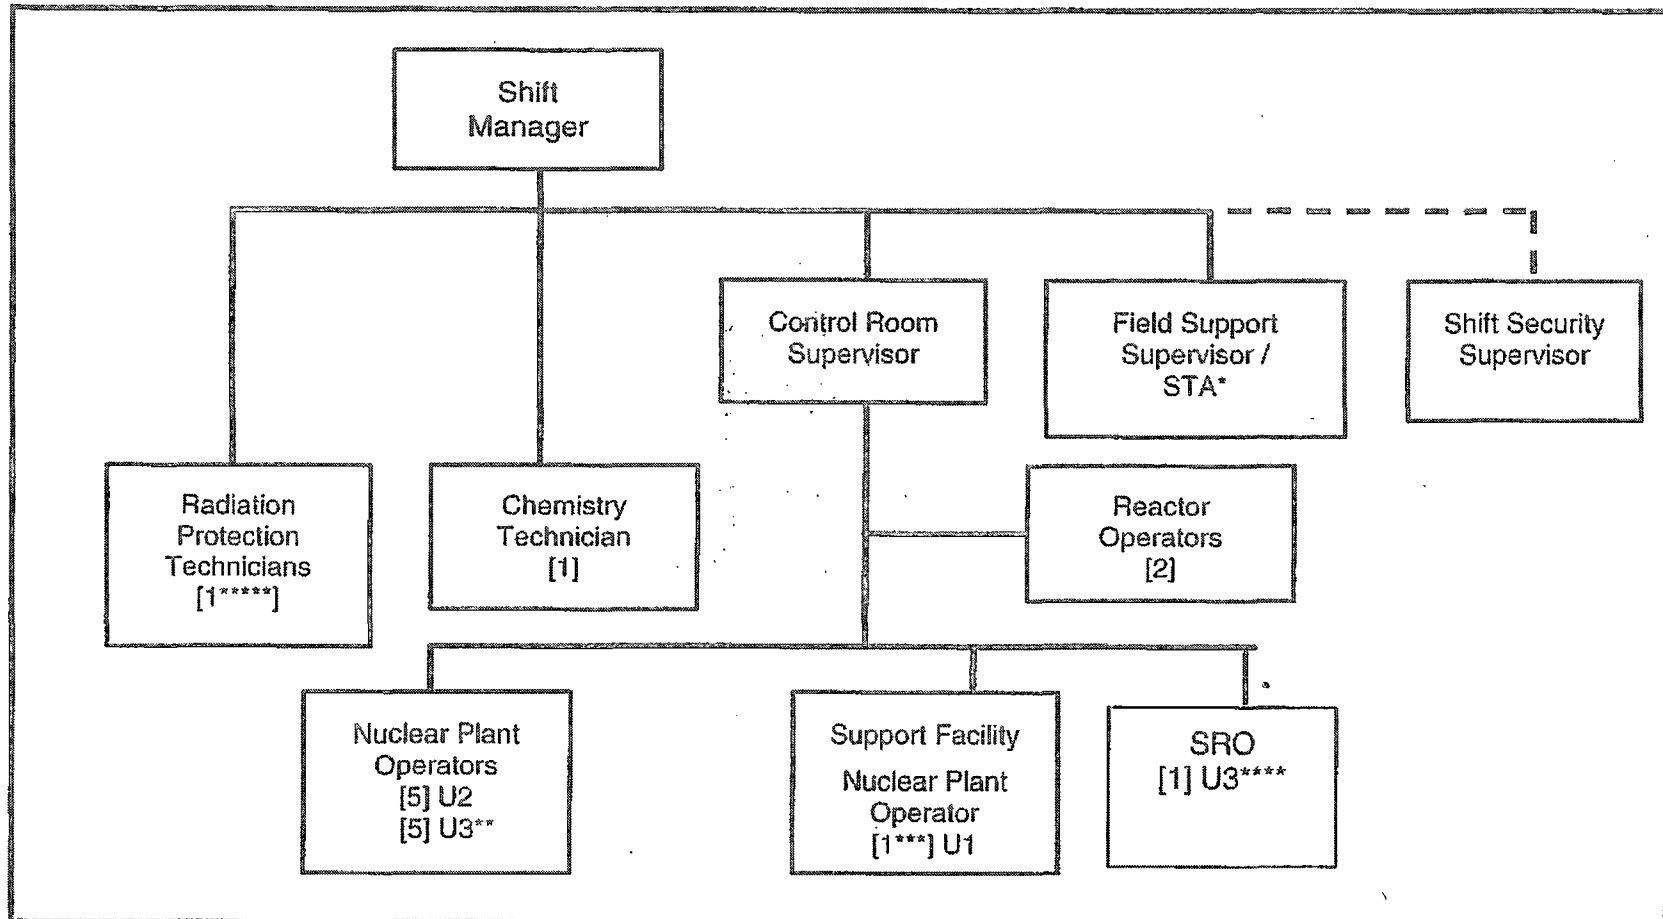 Shift
Manager
Control Room
Supervisor
Field Support
Supervisor /
STA*
Shift Security
Supervisor
Radiation
Protection
Technicians
[1*****]
Chemistry
Technician
[1]
Reactor
Operators
[2]
Nuclear Plant
Operators
[5] U2
[5] U3**
Support Facility
Nuclear Plant
Operator
[1***] U1
SRO
[1] U3****